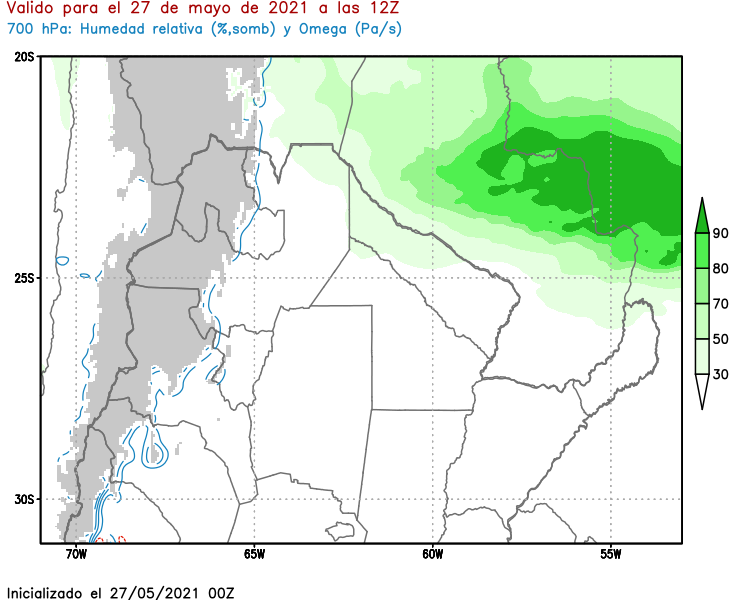 Valido para el 27 de mayo de 2021 a las 12Z
700 hPa: Humedad relativa (%,somb) y Omega (Pa/s)
20S
25S
30S
70W 65W 60W 55W
90
80
70
50
30
Inicializado el 27/05/2021 00Z